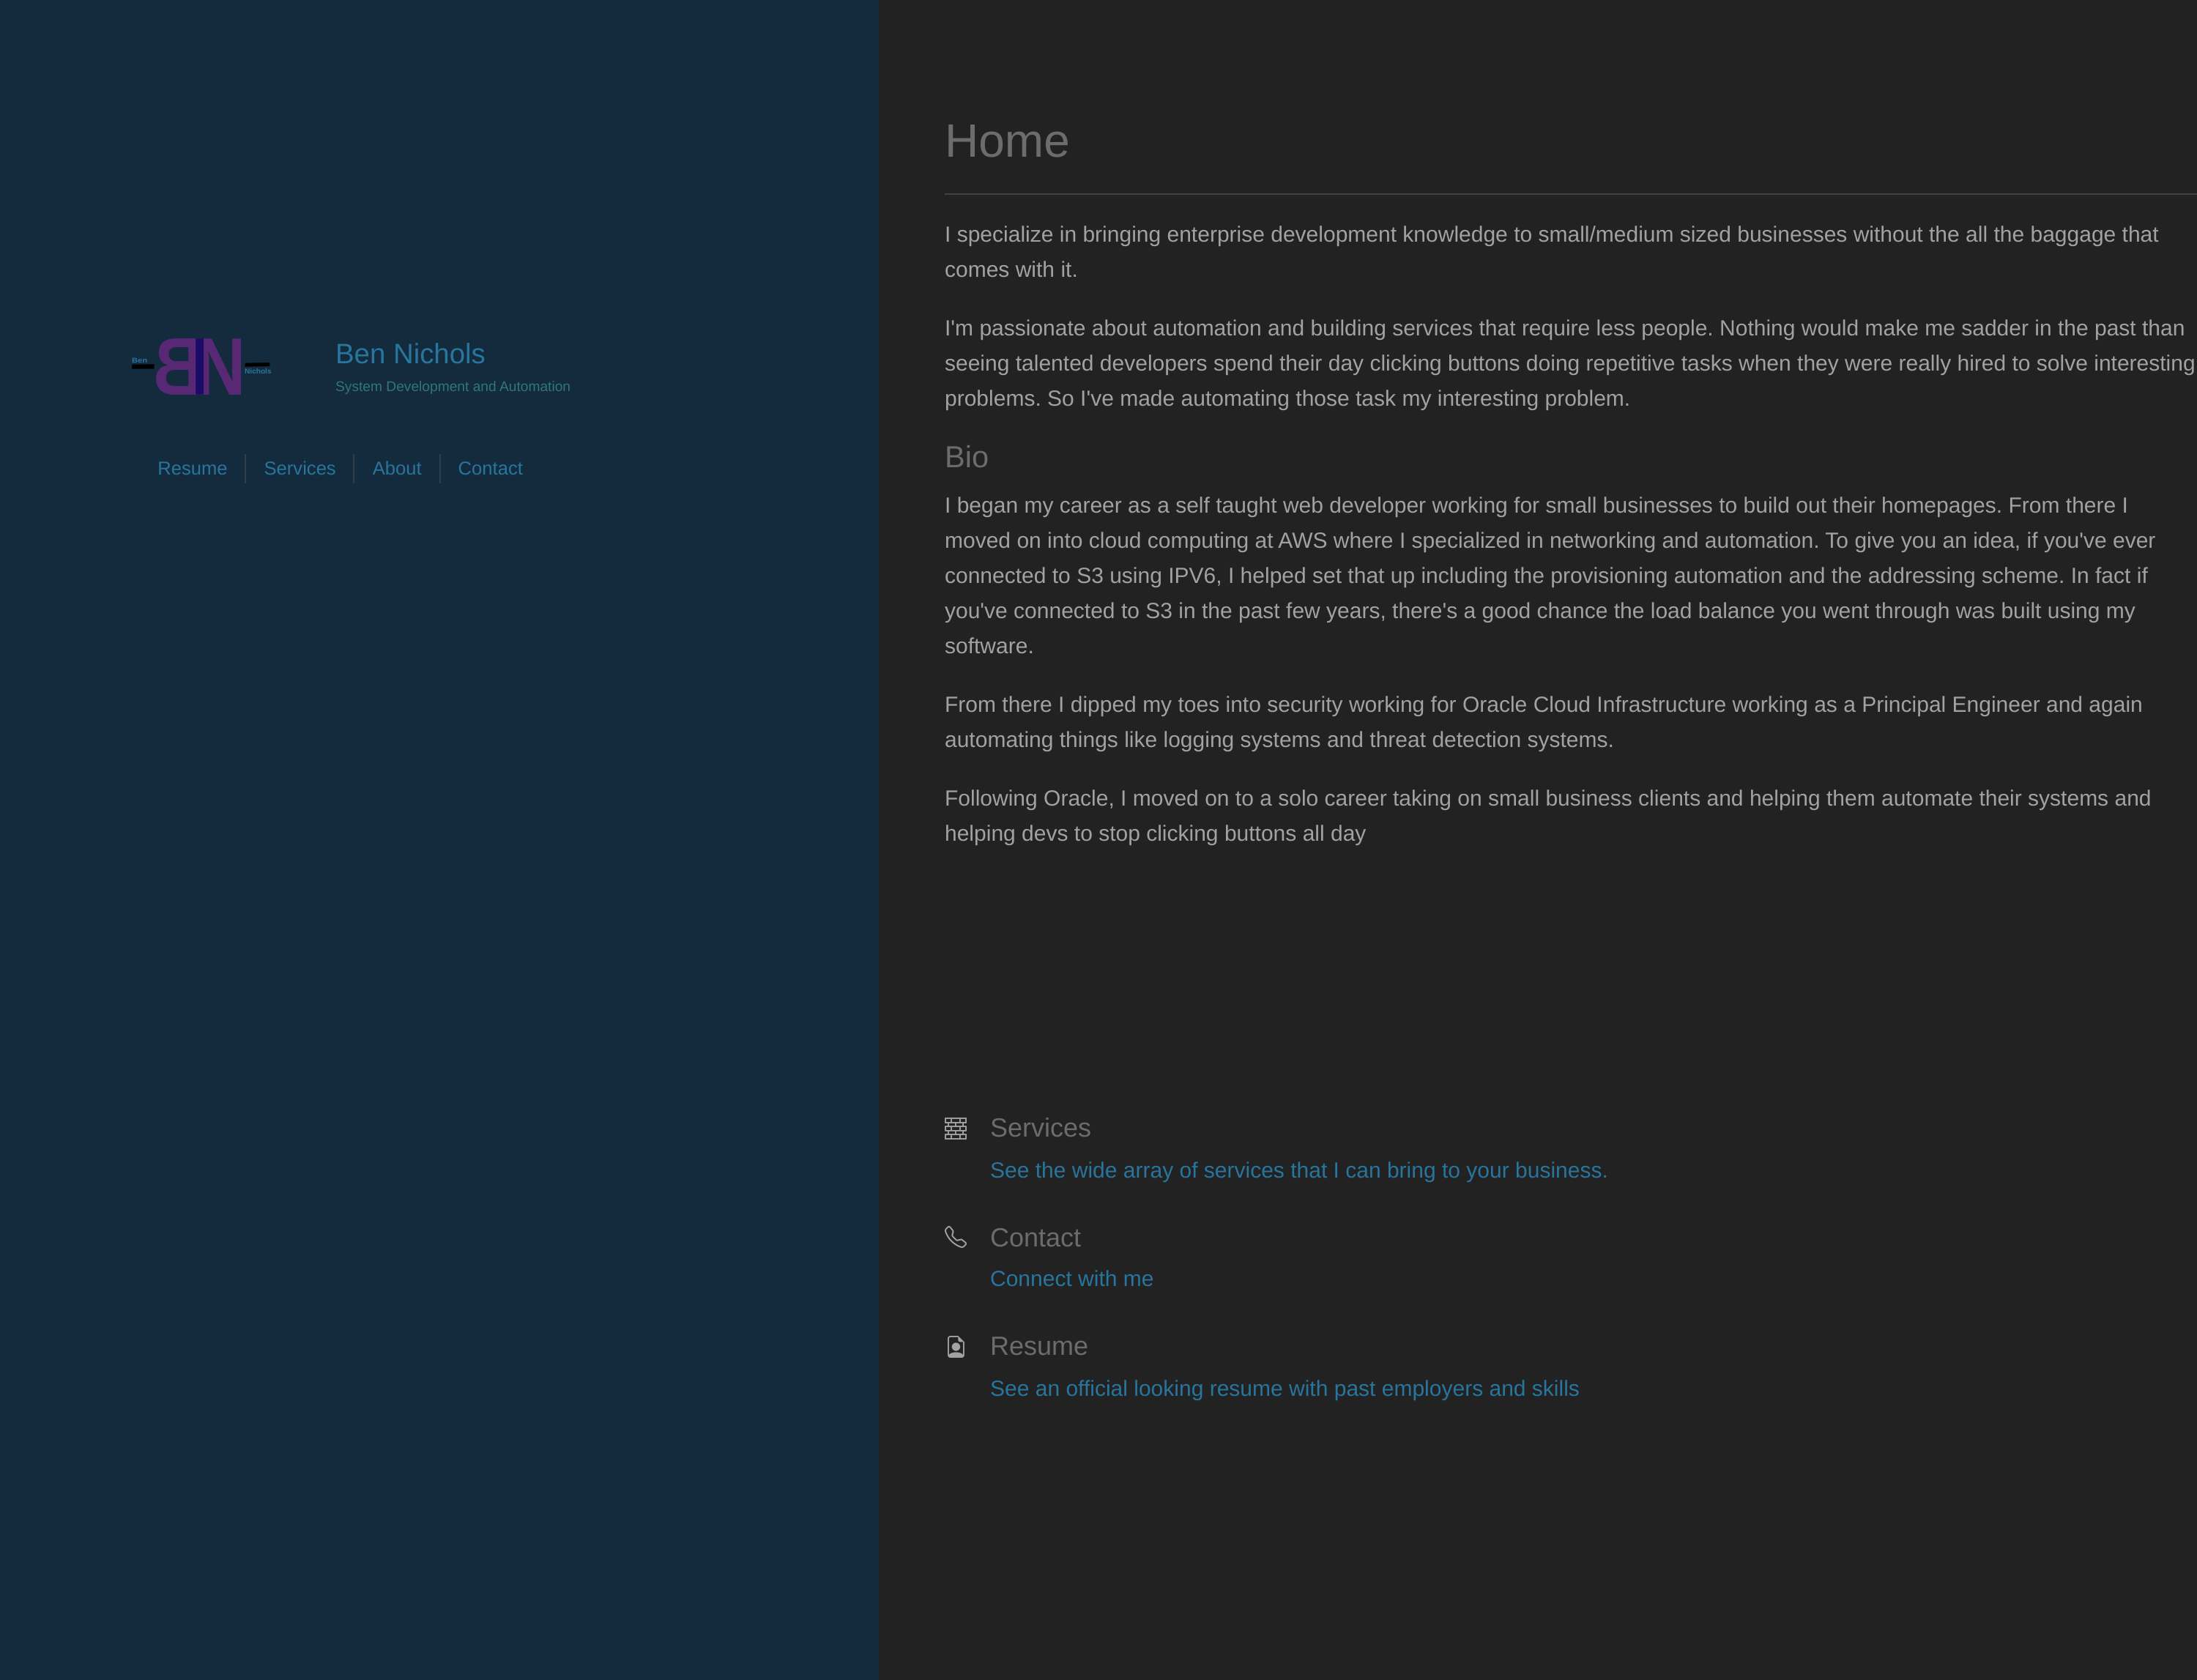 Ben
BN
Nichols
Ben Nichols
System Development and Automation
Resume
Services
About
Contact
Home
I specialize in bringing enterprise development knowledge to small/medium sized businesses without the all the baggage that
comes with it.
I'm passionate about automation and building services that require less people. Nothing would make me sadder in the past than
seeing talented developers spend their day clicking buttons doing repetitive tasks when they were really hired to solve interesting
problems. So I've made automating those task my interesting problem.
Bio
I began my career as a self taught web developer working for small businesses to build out their homepages. From there I
moved on into cloud computing at AWS where I specialized in networking and automation. To give you an idea, if you've ever
connected to S3 using IPV6, I helped set that up including the provisioning automation and the addressing scheme. In fact if
you've connected to S3 in the past few years, there's a good chance the load balance you went through was built using my
software.
From there I dipped my toes into security working for Oracle Cloud Infrastructure working as a Principal Engineer and again
automating things like logging systems and threat detection systems.
Following Oracle, I moved on to a solo career taking on small business clients and helping them automate their systems and
helping devs to stop clicking buttons all day
Services
See the wide array of services that I can bring to your business.
Contact
Connect with me
Resume
See an official looking resume with past employers and skills